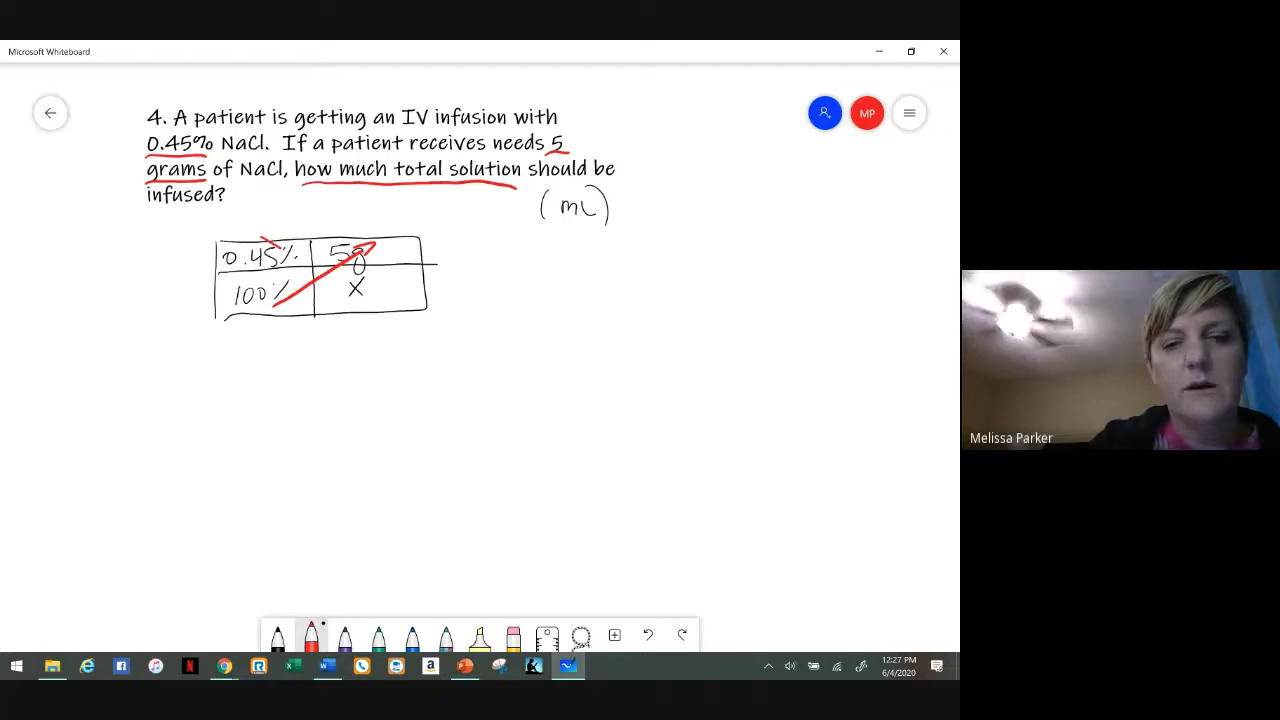 Microsoft Whiteboard
4. A patient is getting an IV infusion with
0.45% NaCl. If a patient receives needs 5
grams of NaCl, how much total solution should be
infused?
(mL)
MP
0.45% 5g
100% X
Melissa Parker
12:27 PM
6/4/2020